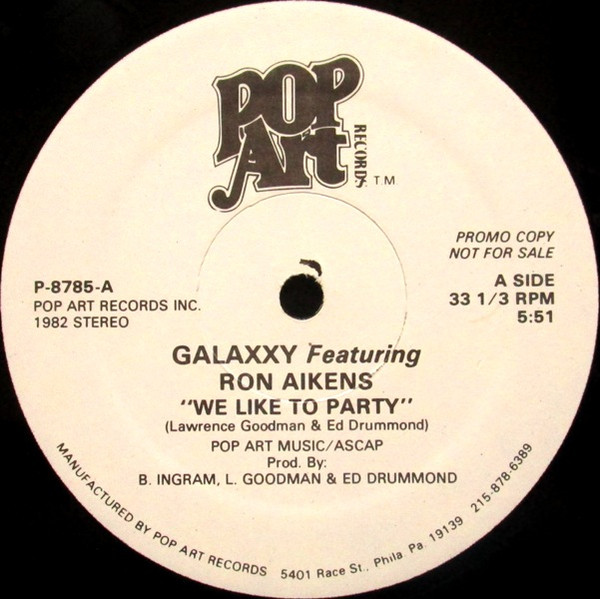 POP
Art
RECORDS T.M.
PROMO COPY
NOT FOR SALE
P-8785-A
POP ART RECORDS INC.
1982 STEREO
A SIDE
33 1/3 RPM
5:51
GALAXXY Featuring
RON AIKENS
"WE LIKE TO PARTY"
(Lawrence Goodman & Ed Drummond)
POP ART MUSIC/ASCAP
Prod. By:
B. INGRAM, L. GOODMAN & ED DRUMMOND
MANUFACTURED BY POP ART RECORDS 5401 Race St., Phila. Pa. 19139 215-878-6389